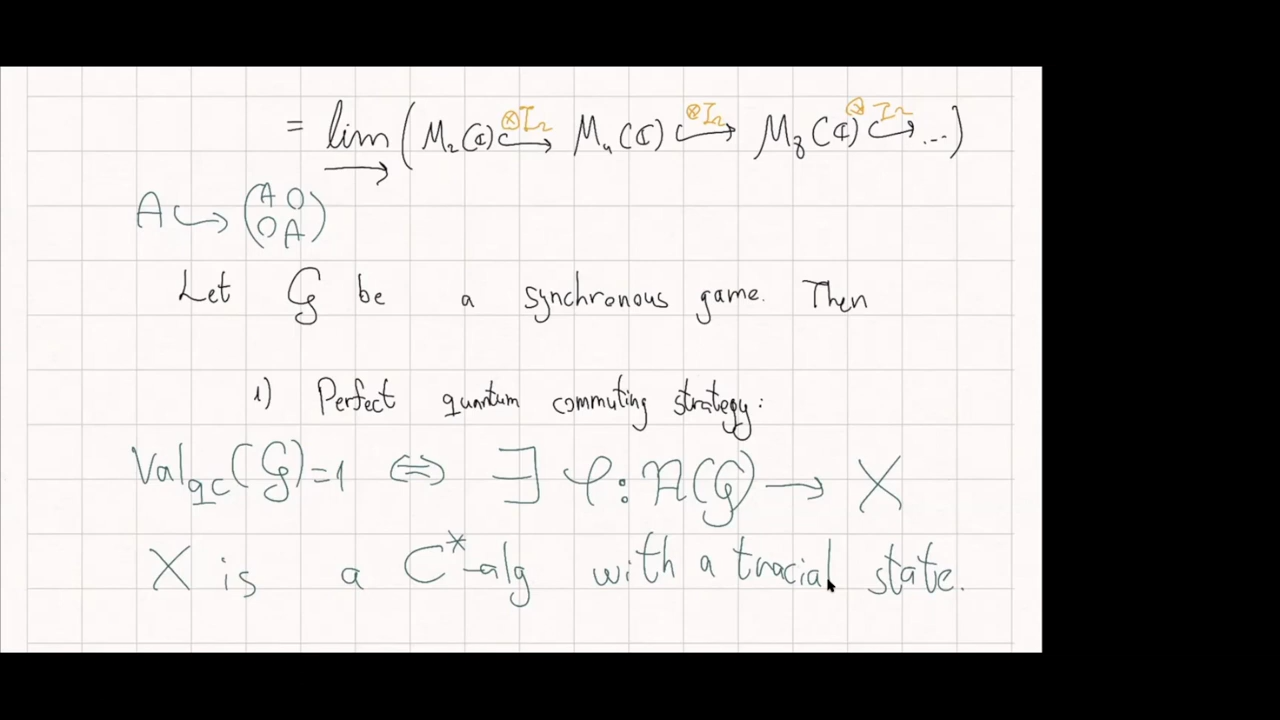 = lim→ (M₂(ℂ) ⊗I₂ ↪ M₄(ℂ) ⊗I₂ ↪ M₈(ℂ) ⊗I₂ ↪ ...)
A ↪ (A 0
0 A)
Let G be a synchronous game. Then
1) Perfect quantum commuting strategy:
Val_qc(G)=1 ⇔ ∃ φ: A(G) → X
X is a C*-alg with a tracial state.